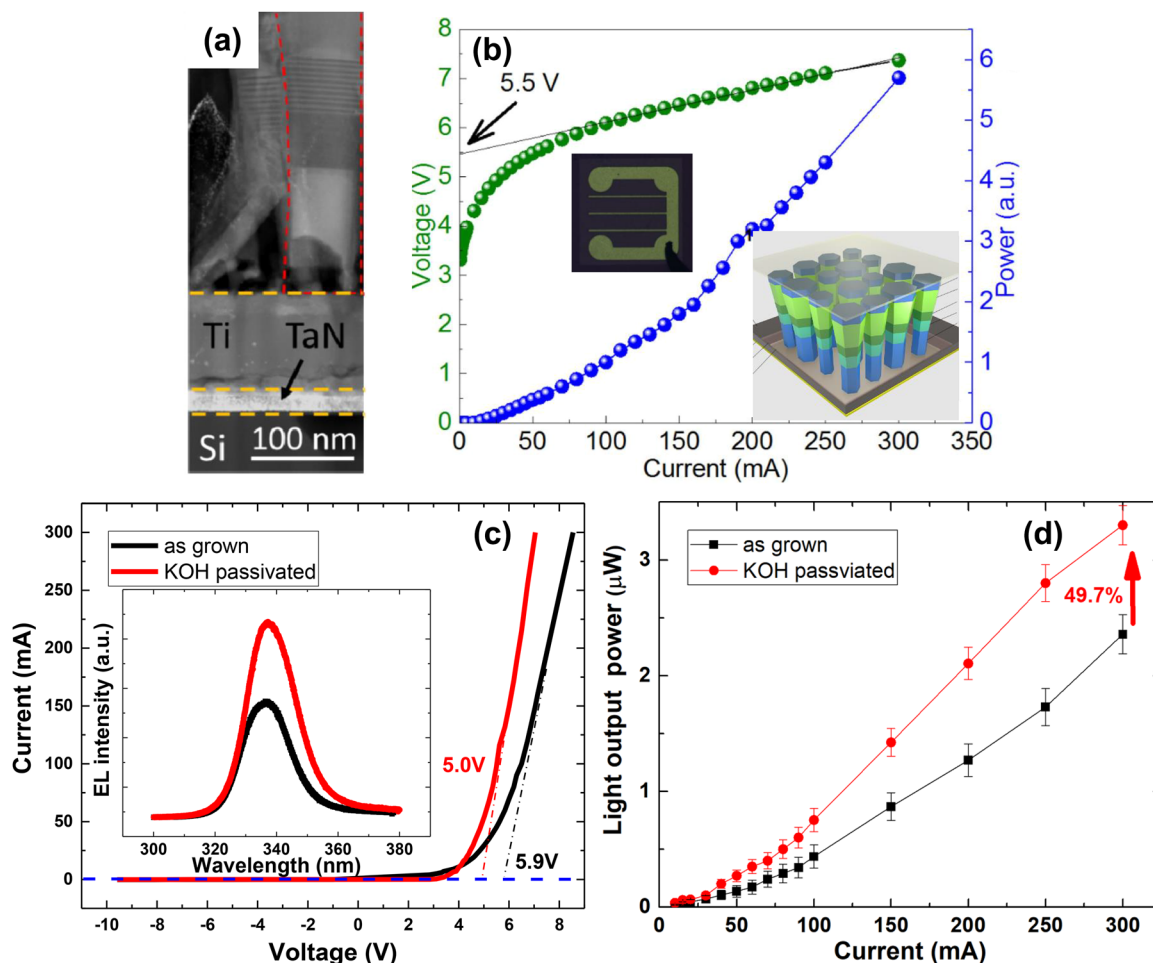 (a)
Ti
TaN
Si
100 nm
(b)
5.5 V
Voltage (V)
8
7
6
5
4
3
2
1
0
Power (a.u.)
6
5
4
3
2
1
0
0 50 100 150 200 250 300 350
Current (mA)
(c)
as grown
KOH passivated
Current (mA)
300
250
200
150
100
50
0
EL intensity (a.u.)
300 320 340 360 380
Wavelength (nm)
5.0V
5.9V
-10 -8 -6 -4 -2 0 2 4 6 8
Voltage (V)
(d)
as grown
KOH passviated
49.7%
Light output power (μW)
3
2
1
0
0 50 100 150 200 250 300
Current (mA)